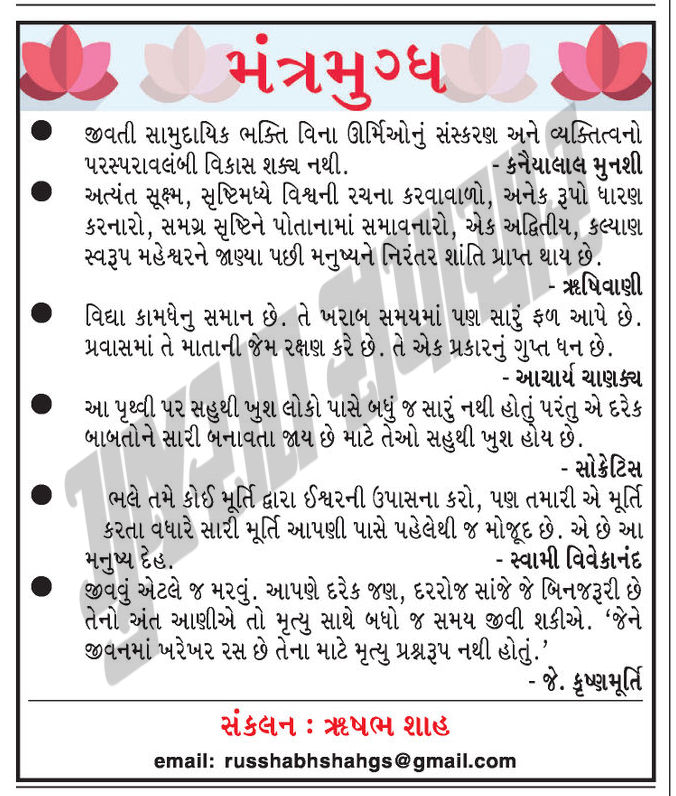 મંત્રમુગ્ધ
● જીવતી સામુદાયિક ભક્તિ વિના ઊર્મિઓનું સંસ્કરણ અને વ્યક્તિત્વનો
પરસ્પરાવલંબી વિકાસ શક્ય નથી. - કનૈયાલાલ મુનશી
● અત્યંત સૂક્ષ્મ, સૃષ્ટિમધ્યે વિશ્વની રચના કરવાવાળો, અનેક રૂપો ધારણ
કરનારો, સમગ્ર સૃષ્ટિને પોતાનામાં સમાવનારો, એક અદ્વિતીય, કલ્યાણ
સ્વરૂપ મહેશ્વરને જાણ્યા પછી મનુષ્યને નિરંતર શાંતિ પ્રાપ્ત થાય છે.
- ઋષિવાણી
● વિદ્યા કામધેનુ સમાન છે. તે ખરાબ સમયમાં પણ સારું ફળ આપે છે.
પ્રવાસમાં તે માતાની જેમ રક્ષણ કરે છે. તે એક પ્રકારનું ગુપ્ત ધન છે.
- આચાર્ય ચાણક્ય
● આ પૃથ્વી પર સહુથી ખુશ લોકો પાસે બધું જ સારું નથી હોતું પરંતુ એ દરેક
બાબતોને સારી બનાવતા જાય છે માટે તેઓ સહુથી ખુશ હોય છે.
- સોક્રેટિસ
● ભલે તમે કોઈ મૂર્તિ દ્વારા ઈશ્વરની ઉપાસના કરો, પણ તમારી એ મૂર્તિ
કરતા વધારે સારી મૂર્તિ આપણી પાસે પહેલેથી જ મોજૂદ છે. એ છે આ
મનુષ્ય દેહ. - સ્વામી વિવેકાનંદ
● જીવવું એટલે જ મરવું. આપણે દરેક જણ, દરરોજ સાંજે જે બિનજરૂરી છે
તેનો અંત આણીએ તો મૃત્યુ સાથે બધો જ સમય જીવી શકીએ. ‘જેને
જીવનમાં ખરેખર રસ છે તેના માટે મૃત્યુ પ્રશ્નરૂપ નથી હોતું.’
- જે. કૃષ્ણમૂર્તિ
સંકલન : ઋષભ શાહ
email: russhabhshahgs@gmail.com
ગુજરાત સમાચાર